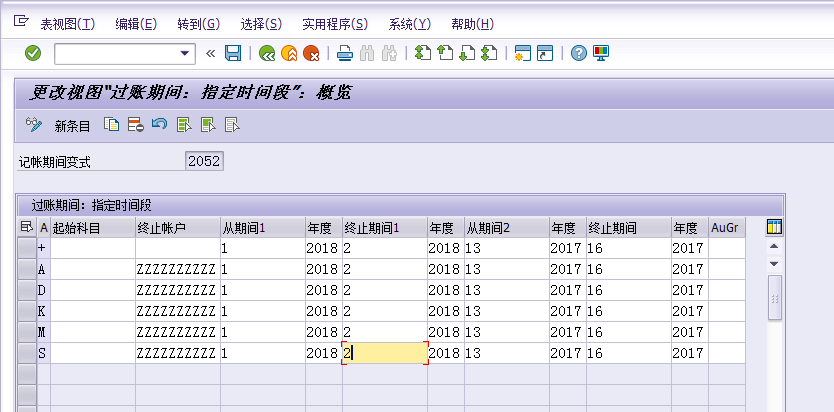 表视图(T) 编辑(E) 转到(G) 选择(S) 实用程序(S) 系统(Y) 帮助(H)
更改视图"过账期间：指定时间段"：概览
新条目
记帐期间变式 2052
过账期间：指定时间段
A 起始科目 终止帐户 从期间1 年度 终止期间1 年度 从期间2 年度 终止期间 年度 AuGr
+ 1 2018 2 2018 13 2017 16 2017
A ZZZZZZZZZZ 1 2018 2 2018 13 2017 16 2017
D ZZZZZZZZZZ 1 2018 2 2018 13 2017 16 2017
K ZZZZZZZZZZ 1 2018 2 2018 13 2017 16 2017
M ZZZZZZZZZZ 1 2018 2 2018 13 2017 16 2017
S ZZZZZZZZZZ 1 2018 2 2018 13 2017 16 2017